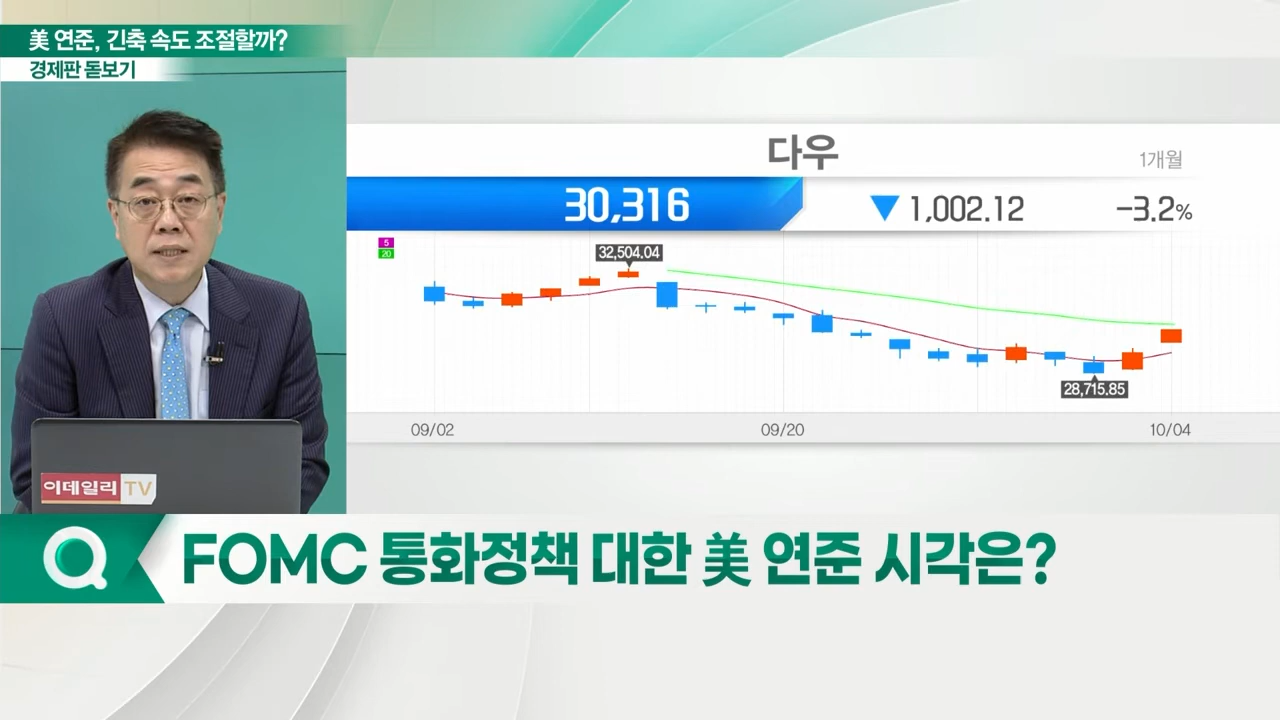 美 연준, 긴축 속도 조절할까?
경제판 돋보기
다우
1개월
30,316 ▼ 1,002.12 -3.2%
5
20
32,504.04
28,715.85
09/02 09/20 10/04
이데일리 TV
Q FOMC 통화정책 대한 美 연준 시각은?